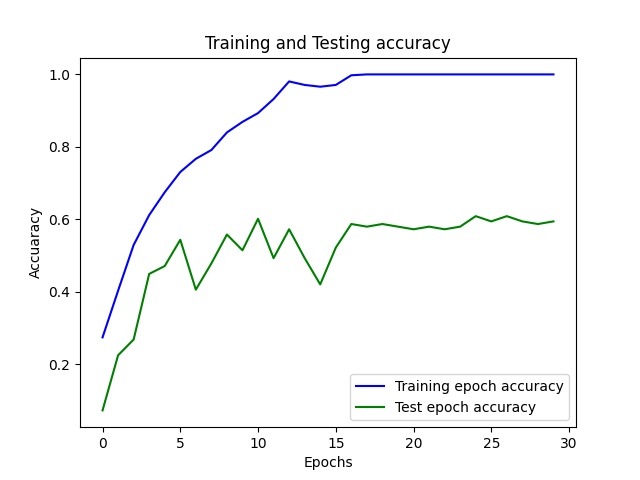 Training and Testing accuracy
1.0
0.8
0.6
0.4
0.2
Accuaracy
Training epoch accuracy
Test epoch accuracy
0 5 10 15 20 25 30
Epochs